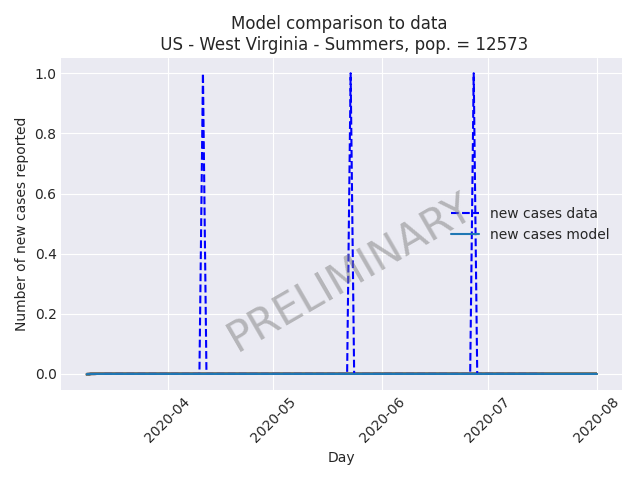 Model comparison to data
US - West Virginia - Summers, pop. = 12573
Number of new cases reported
1.0
0.8
0.6
0.4
0.2
0.0
new cases data
new cases model
PRELIMINARY
2020-04
2020-05
2020-06
2020-07
2020-08
Day